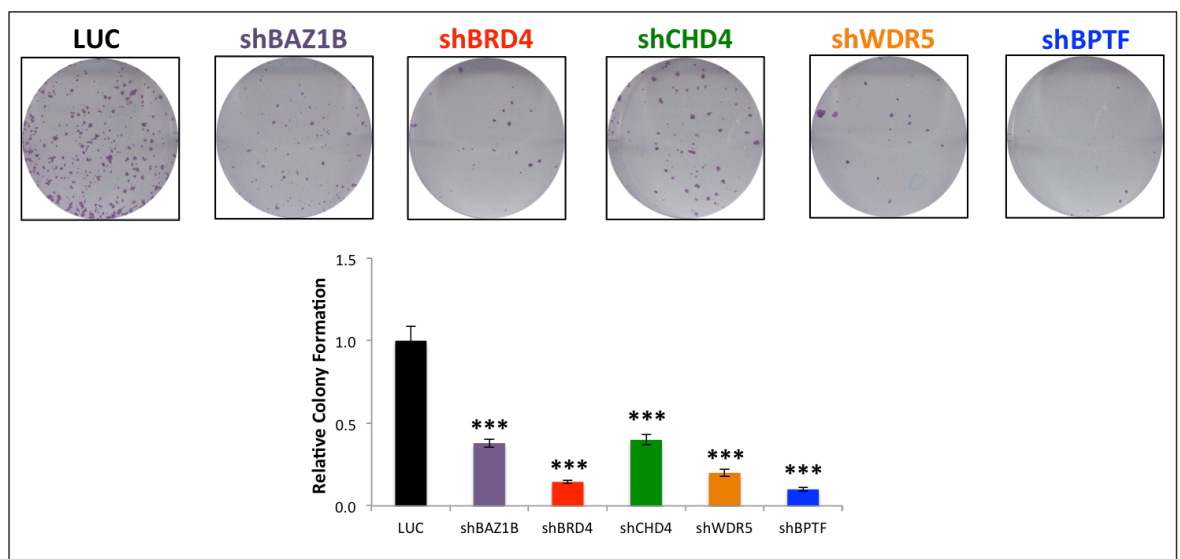 LUC shBAZ1B shBRD4 shCHD4 shWDR5 shBPTF
Relative Colony Formation
1.5
1.0
0.5
0.0
*** *** *** *** ***
LUC shBAZ1B shBRD4 shCHD4 shWDR5 shBPTF